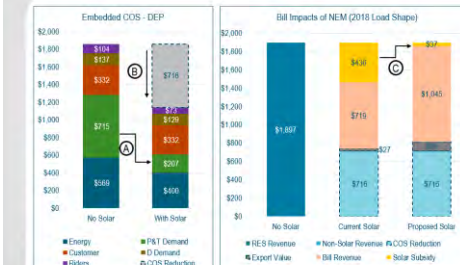 Embedded COS - DEP
$2,000
$1,800
$1,600
$1,400
$1,200
$1,000
$800
$600
$400
$200
$0
$104
$137
$332
$715
$569
B
A
$716
$73
$129
$332
$207
$400
No Solar
With Solar
Energy
P&T Demand
Customer
D Demand
Riders
COS Reduction
Bill Impacts of NEM (2018 Load Shape)
$2,000
$1,800
$1,600
$1,400
$1,200
$1,000
$800
$600
$400
$200
$0
$1,897
$436
$716
$27
$716
C
$37
$1,045
$716
No Solar
Current Solar
Proposed Solar
RES Revenue
Non-Solar Revenue
COS Reduction
Export Value
Bill Revenue
Solar Subsidy